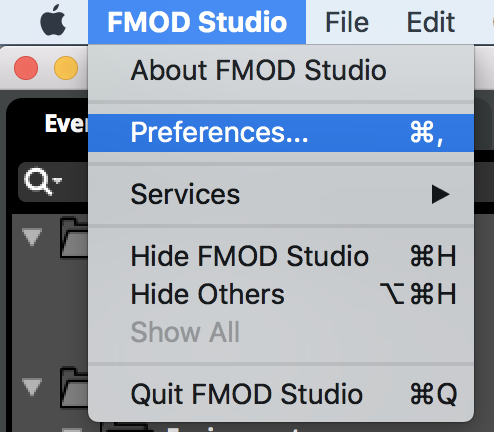 FMOD Studio File Edit
About FMOD Studio
Preferences... ⌘,
Services ▶
Hide FMOD Studio ⌘H
Hide Others ⌥⌘H
Show All
Quit FMOD Studio ⌘Q